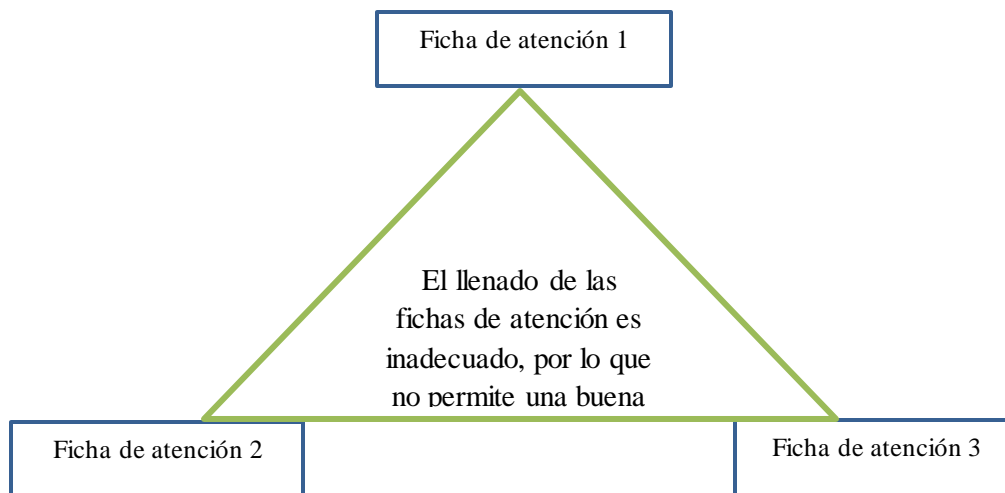 Ficha de atención 1
El llenado de las
fichas de atención es
inadecuado, por lo que
no permite una buena
Ficha de atención 2
Ficha de atención 3